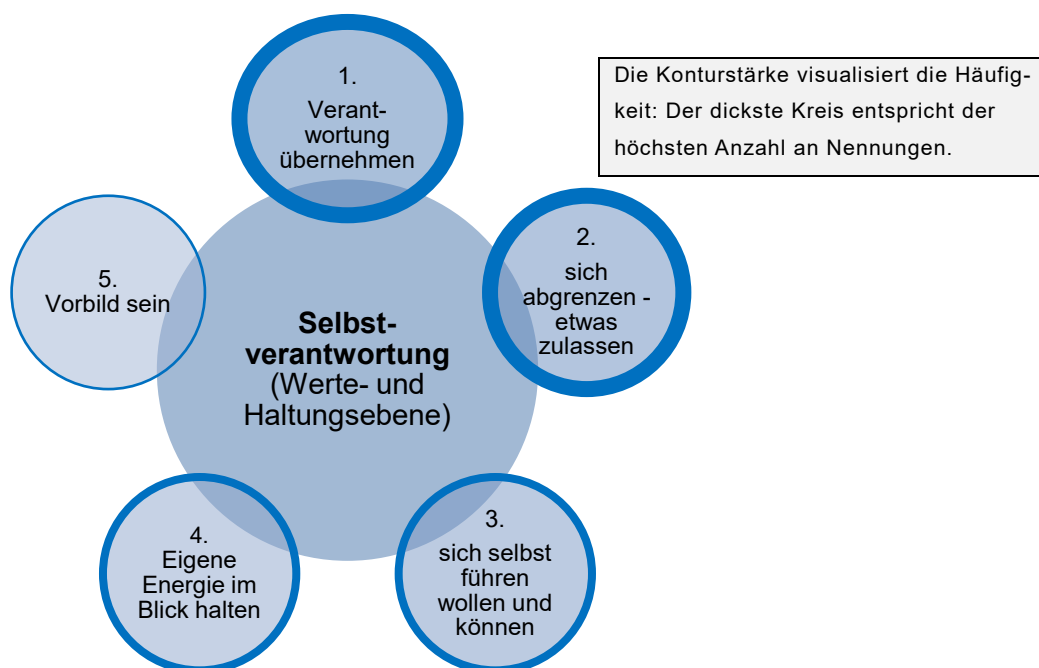 1.
Verant-
wortung
übernehmen
Die Konturstärke visualisiert die Häufig-
keit: Der dickste Kreis entspricht der
höchsten Anzahl an Nennungen.
2.
sich
abgrenzen -
etwas
zulassen
5.
Vorbild sein
Selbst-
verantwortung
(Werte- und
Haltungsebene)
4.
Eigene
Energie im
Blick halten
3.
sich selbst
führen
wollen und
können